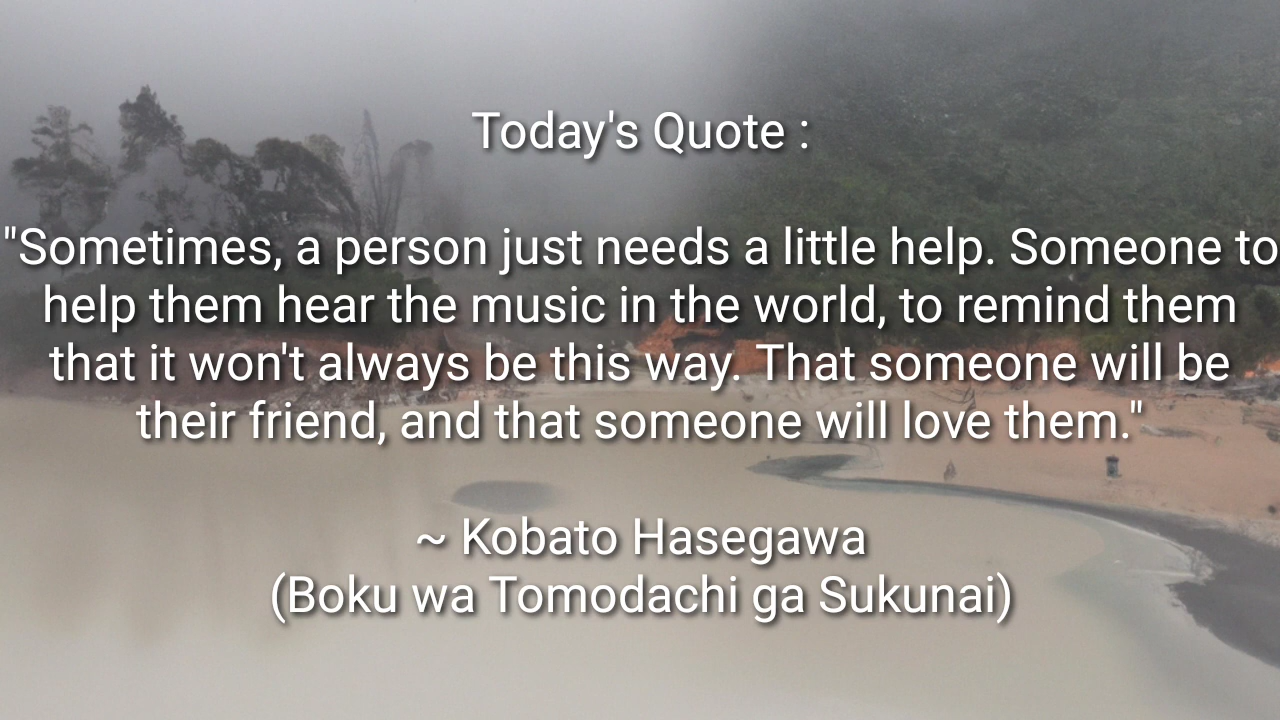 Today's Quote :
"Sometimes, a person just needs a little help. Someone to
help them hear the music in the world, to remind them
that it won't always be this way. That someone will be
their friend, and that someone will love them."
~ Kobato Hasegawa
(Boku wa Tomodachi ga Sukunai)